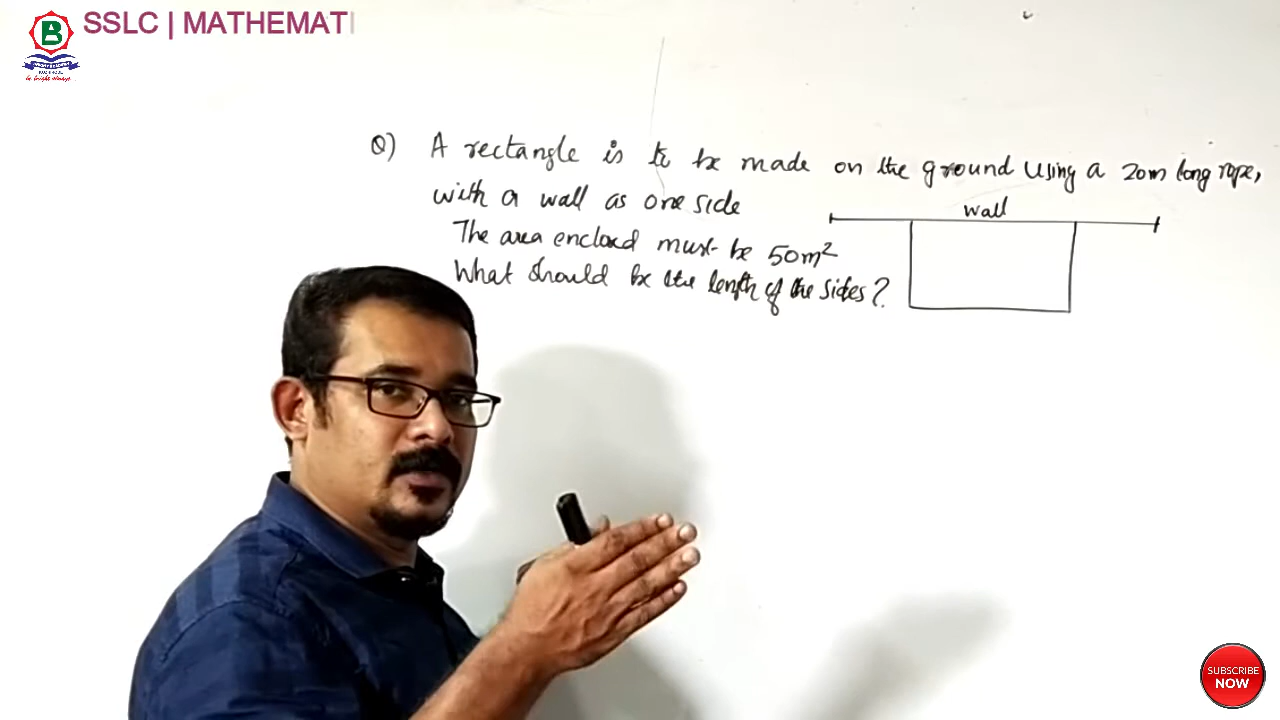 SSLC | MATHEMATI
B
Q) A rectangle is to be made on the ground using a 20m long rope,
with a wall as one side
wall
The area enclosed must be 50m²
What should be the length of the sides?
SUBSCRIBE
NOW